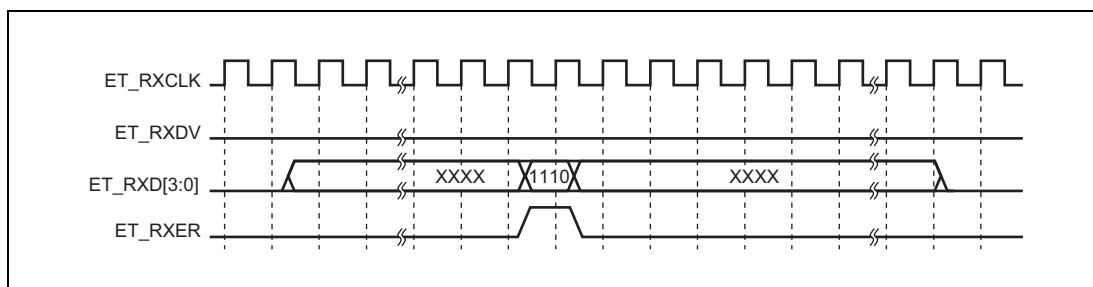 ET_RXCLK
ET_RXDV
ET_RXD[3:0] XXXX 1110 XXXX
ET_RXER